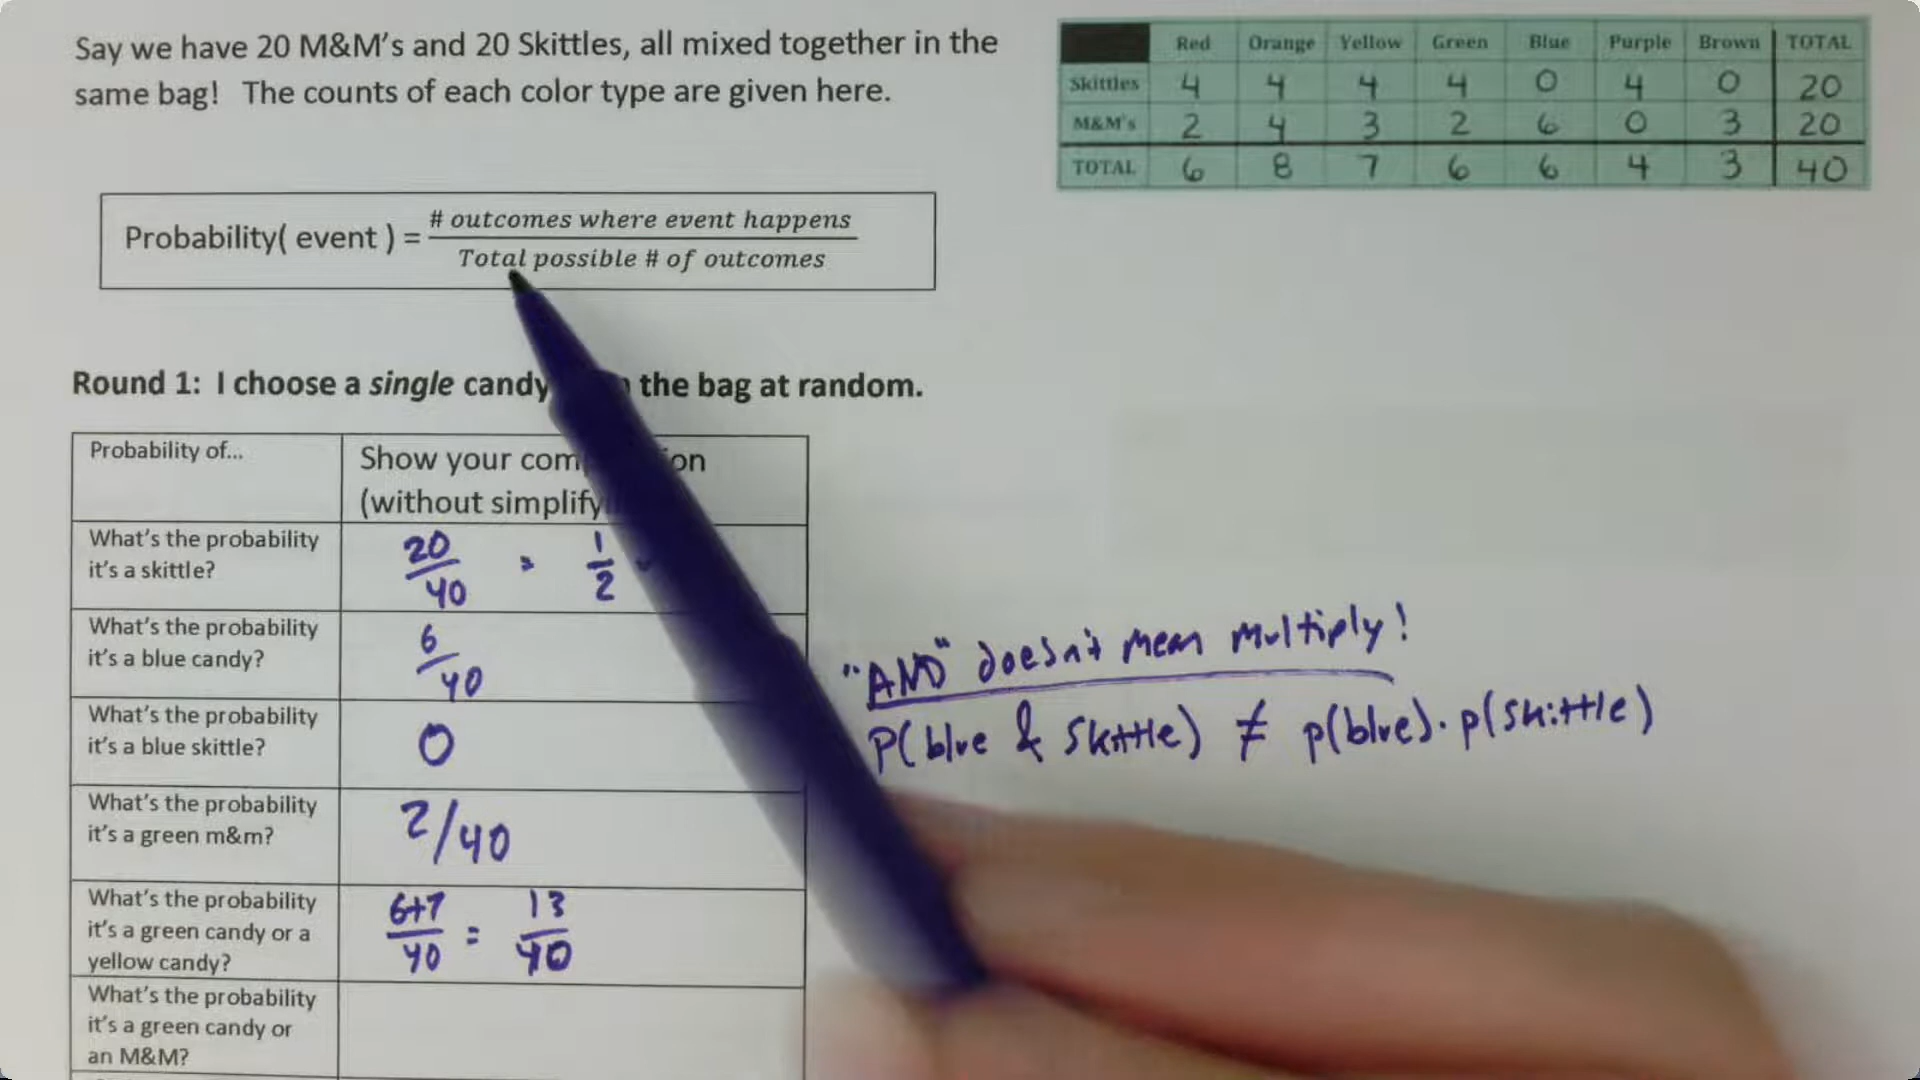 Say we have 20 M&M's and 20 Skittles, all mixed together in the
same bag! The counts of each color type are given here.
Red Orange Yellow Green Blue Purple Brown TOTAL
Skittles 4 4 4 4 0 4 0 20
M&M's 2 4 3 2 6 0 3 20
TOTAL 6 8 7 6 6 4 3 40
Probability( event ) = # outcomes where event happens
Total possible # of outcomes
Round 1: I choose a single candy the bag at random.
Probability of...
Show your
(without
What's the probability
it's a skittle?
20/40 = 1/2
What's the probability
it's a blue candy?
6/40
What's the probability
it's a blue skittle?
0
What's the probability
it's a green m&m?
2/40
What's the probability
it's a green candy or a
yellow candy?
6+7/40 = 13/40
What's the probability
it's a green candy or
an M&M?
"AND" doesn't mean multiply!
P(blue & skittle) ≠ p(blue). p(skittle)